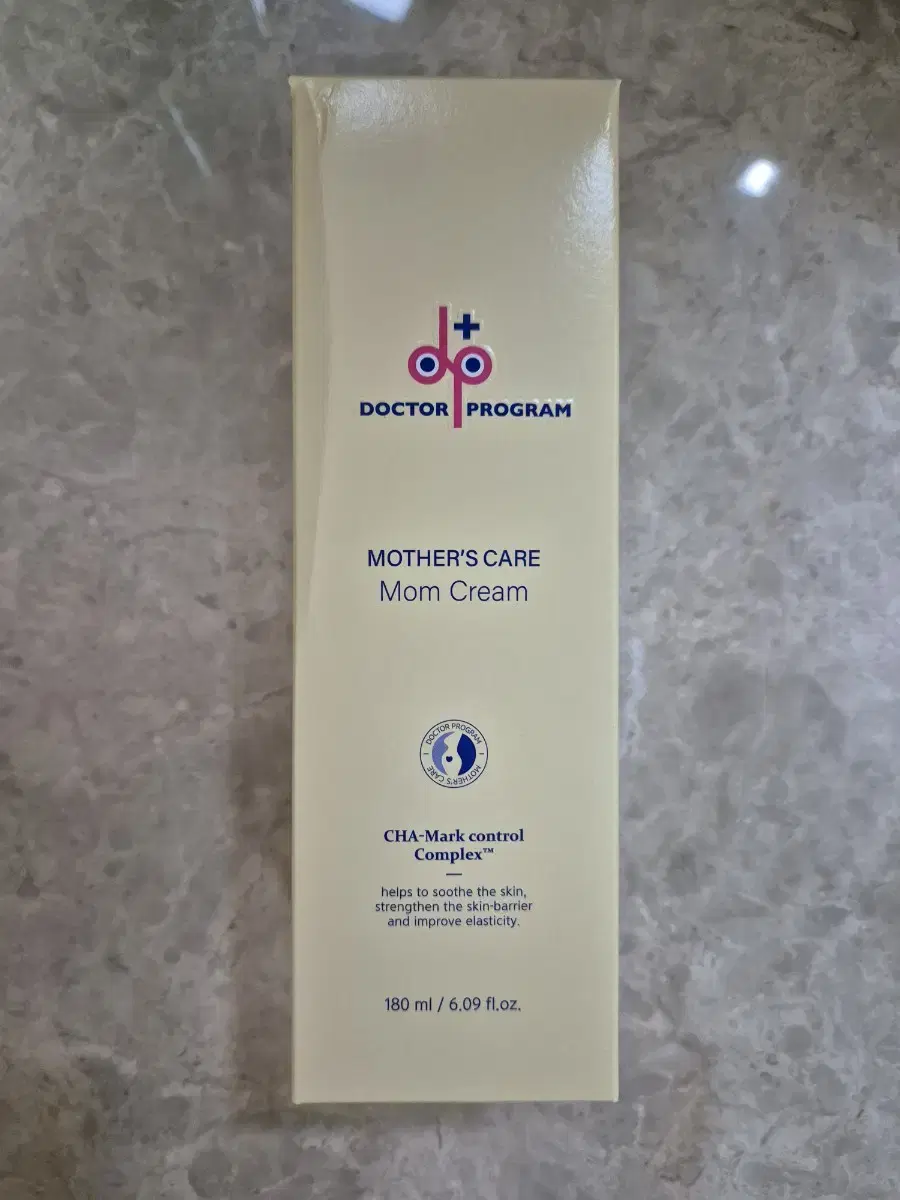 DOCTOR PROGRAM
MOTHER'S CARE
Mom Cream
DOCTOR PROGRAM
MOTHER'S CARE
CHA-Mark control
Complex™
helps to soothe the skin,
strengthen the skin-barrier
and improve elasticity.
180 ml / 6.09 fl.oz.